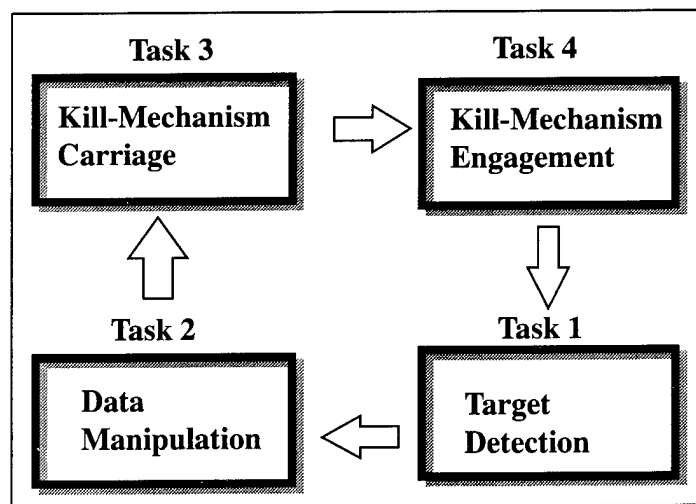 Task 3
Kill-Mechanism
Carriage
Task 4
Kill-Mechanism
Engagement
Task 2
Data
Manipulation
Task 1
Target
Detection